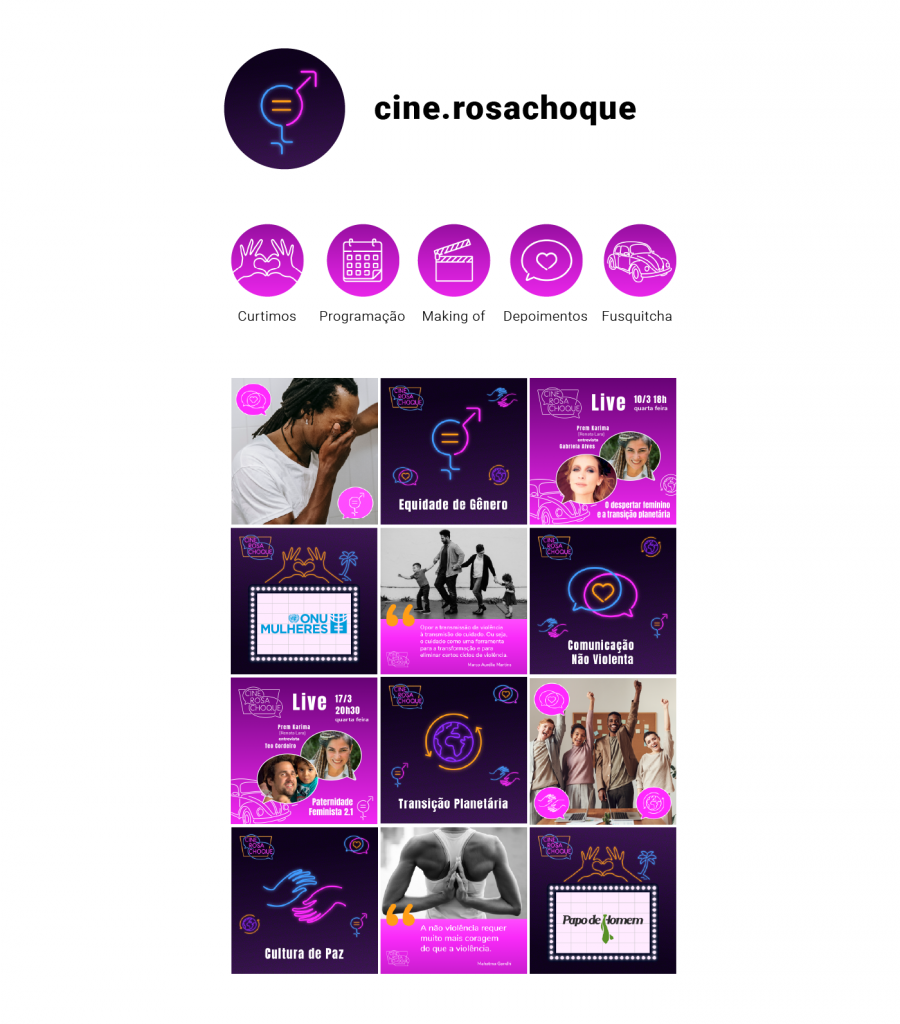 cine.rosachoque
Curtimos
Programação
Making of
Depoimentos
Fusquitcha
CINE
ROSA
CHOQUE
Equidade de Gênero
CINE
ROSA
CHOQUE
Live
10/3 18h
quarta feira
Prem Karima
(Renata Lara)
entrevista
Gabriela Alves
O despertar feminino
e a transição planetária
CINE
ROSA
CHOQUE
ONU
MULHERES
Opor a transmissão da violência
à transmissão do cuidado. Ou seja,
o cuidado como uma ferramenta
para a transformação e para
eliminar certos ciclos de violência.
Marco Aurélio Martins
CINE
ROSA
CHOQUE
Comunicação
Não Violenta
CINE
ROSA
CHOQUE
Live
17/3
20h30
quarta feira
Prem Karima
(Renata Lara)
entrevista
Teo Cordeiro
Paternidade
Feminista 2.1
CINE
ROSA
CHOQUE
Transição Planetária
CINE
ROSA
CHOQUE
Cultura de Paz
A não violência requer
muito mais coragem
do que a violência.
Mahatma Gandhi
CINE
ROSA
CHOQUE
Papo de Homem